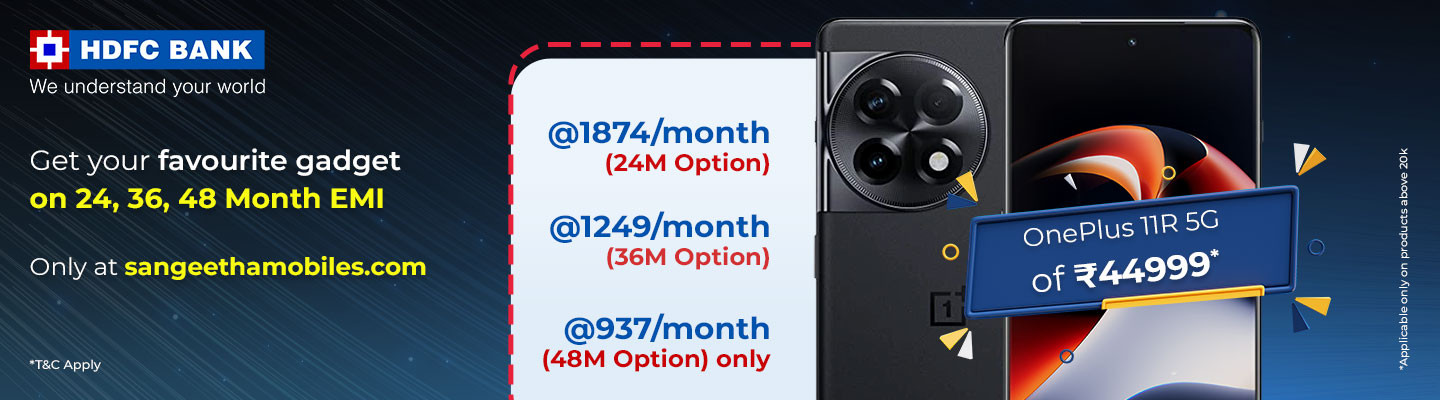 HDFC BANK
We understand your world
Get your favourite gadget
on 24, 36, 48 Month EMI
Only at sangeethamobiles.com
*T&C Apply
@1874/month
(24M Option)
@1249/month
(36M Option)
@937/month
(48M Option) only
OnePlus 11R 5G
of ₹44999*
*Applicable only on products above 20k